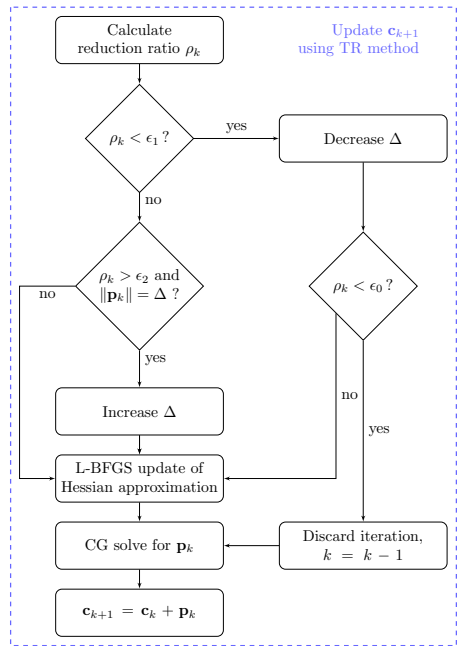 Calculate
reduction ratio ρ_k
Update c_{k+1}
using TR method
ρ_k < ϵ_1 ?
yes
Decrease Δ
no
ρ_k > ϵ_2 and
‖p_k‖ = Δ ?
no
ρ_k < ϵ_0 ?
yes
no
Increase Δ
yes
L-BFGS update of
Hessian approximation
CG solve for p_k
Discard iteration,
k = k − 1
c_{k+1} = c_k + p_k